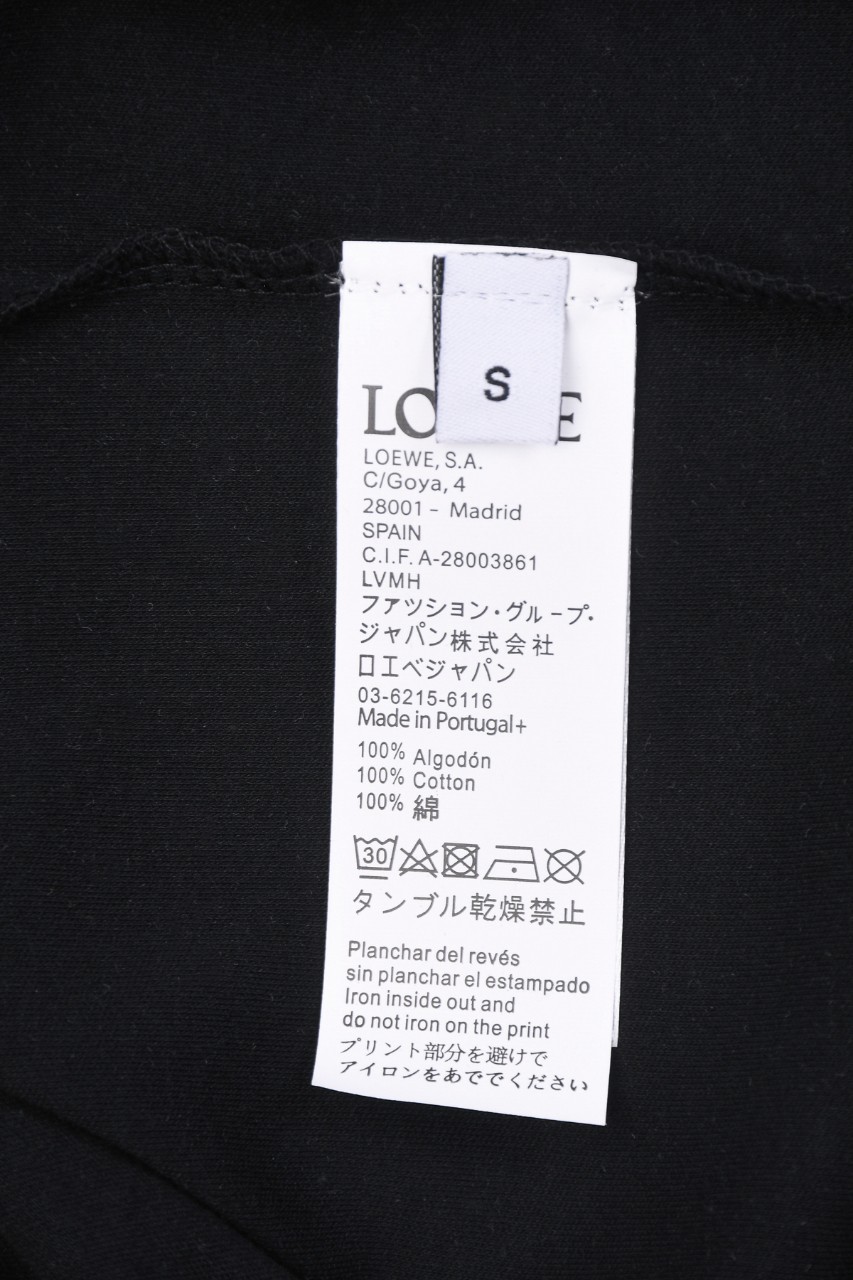 S
LO E
LOEWE, S.A.
C/Goya, 4
28001 - Madrid
SPAIN
C.I.F. A-28003861
LVMH
ファツション・グループ・
ジャパン株式会社
ロエベジャパン
03-6215-6116
Made in Portugal+
100% Algodón
100% Cotton
100% 綿
30
タンブル乾燥禁止
Planchar del revés
sin planchar el estampado
Iron inside out and
do not iron on the print
プリント部分を避けで
アイロンをあででください